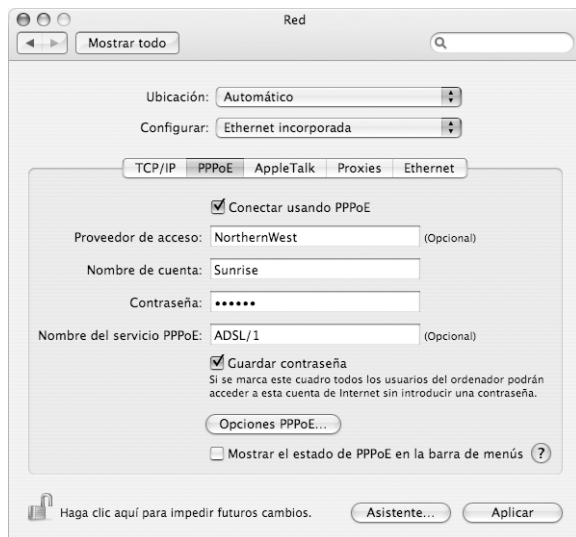 Red
Mostrar todo
Ubicación: Automático
Configurar: Ethernet incorporada
TCP/IP PPPoE AppleTalk Proxies Ethernet
Conectar usando PPPoE
Proveedor de acceso: NorthernWest (Opcional)
Nombre de cuenta: Sunrise
Contraseña: ••••••
Nombre del servicio PPPoE: ADSL/1 (Opcional)
Guardar contraseña
Si se marca este cuadro todos los usuarios del ordenador podrán
acceder a esta cuenta de Internet sin introducir una contraseña.
Opciones PPPoE...
Mostrar el estado de PPPoE en la barra de menús ?
Haga clic aquí para impedir futuros cambios. Asistente... Aplicar